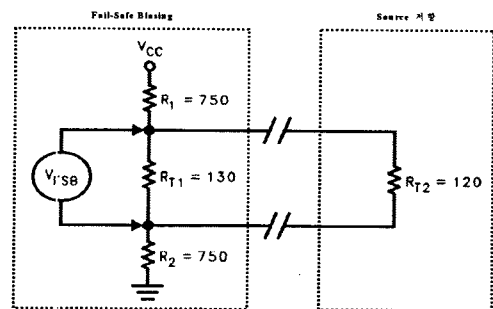 Fail-Safe Biasing
Source 저항
VCC
R1 = 750
VFSB
RT1 = 130
RT2 = 120
R2 = 750